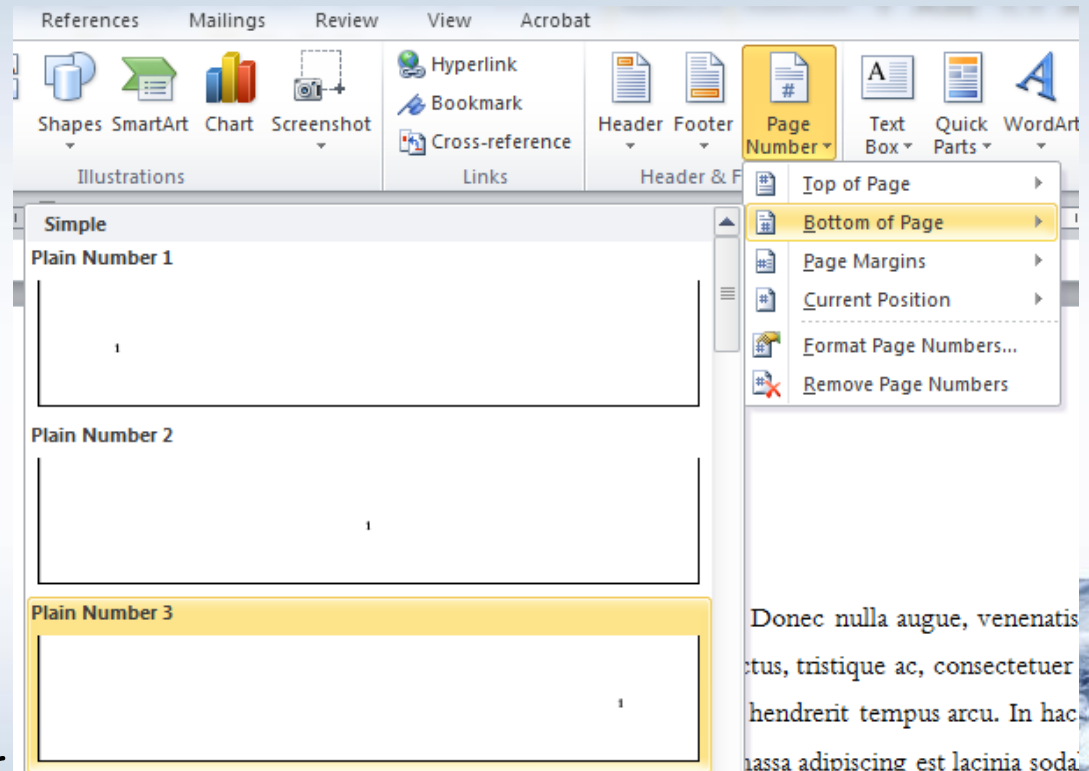 References Mailings Review View Acrobat
Hyperlink
Bookmark
Cross-reference
Shapes SmartArt Chart Screenshot
Header Footer Page Number
Text Box Quick Parts WordArt
Illustrations Links Header & F
Top of Page
Bottom of Page
Page Margins
Current Position
Format Page Numbers...
Remove Page Numbers
Simple
Plain Number 1
1
Plain Number 2
1
Plain Number 3
1
Donec nulla augue, venenatis
ctus, tristique ac, consectetuer
hendrerit tempus arcu. In hac
assa adipiscing est lacinia soda